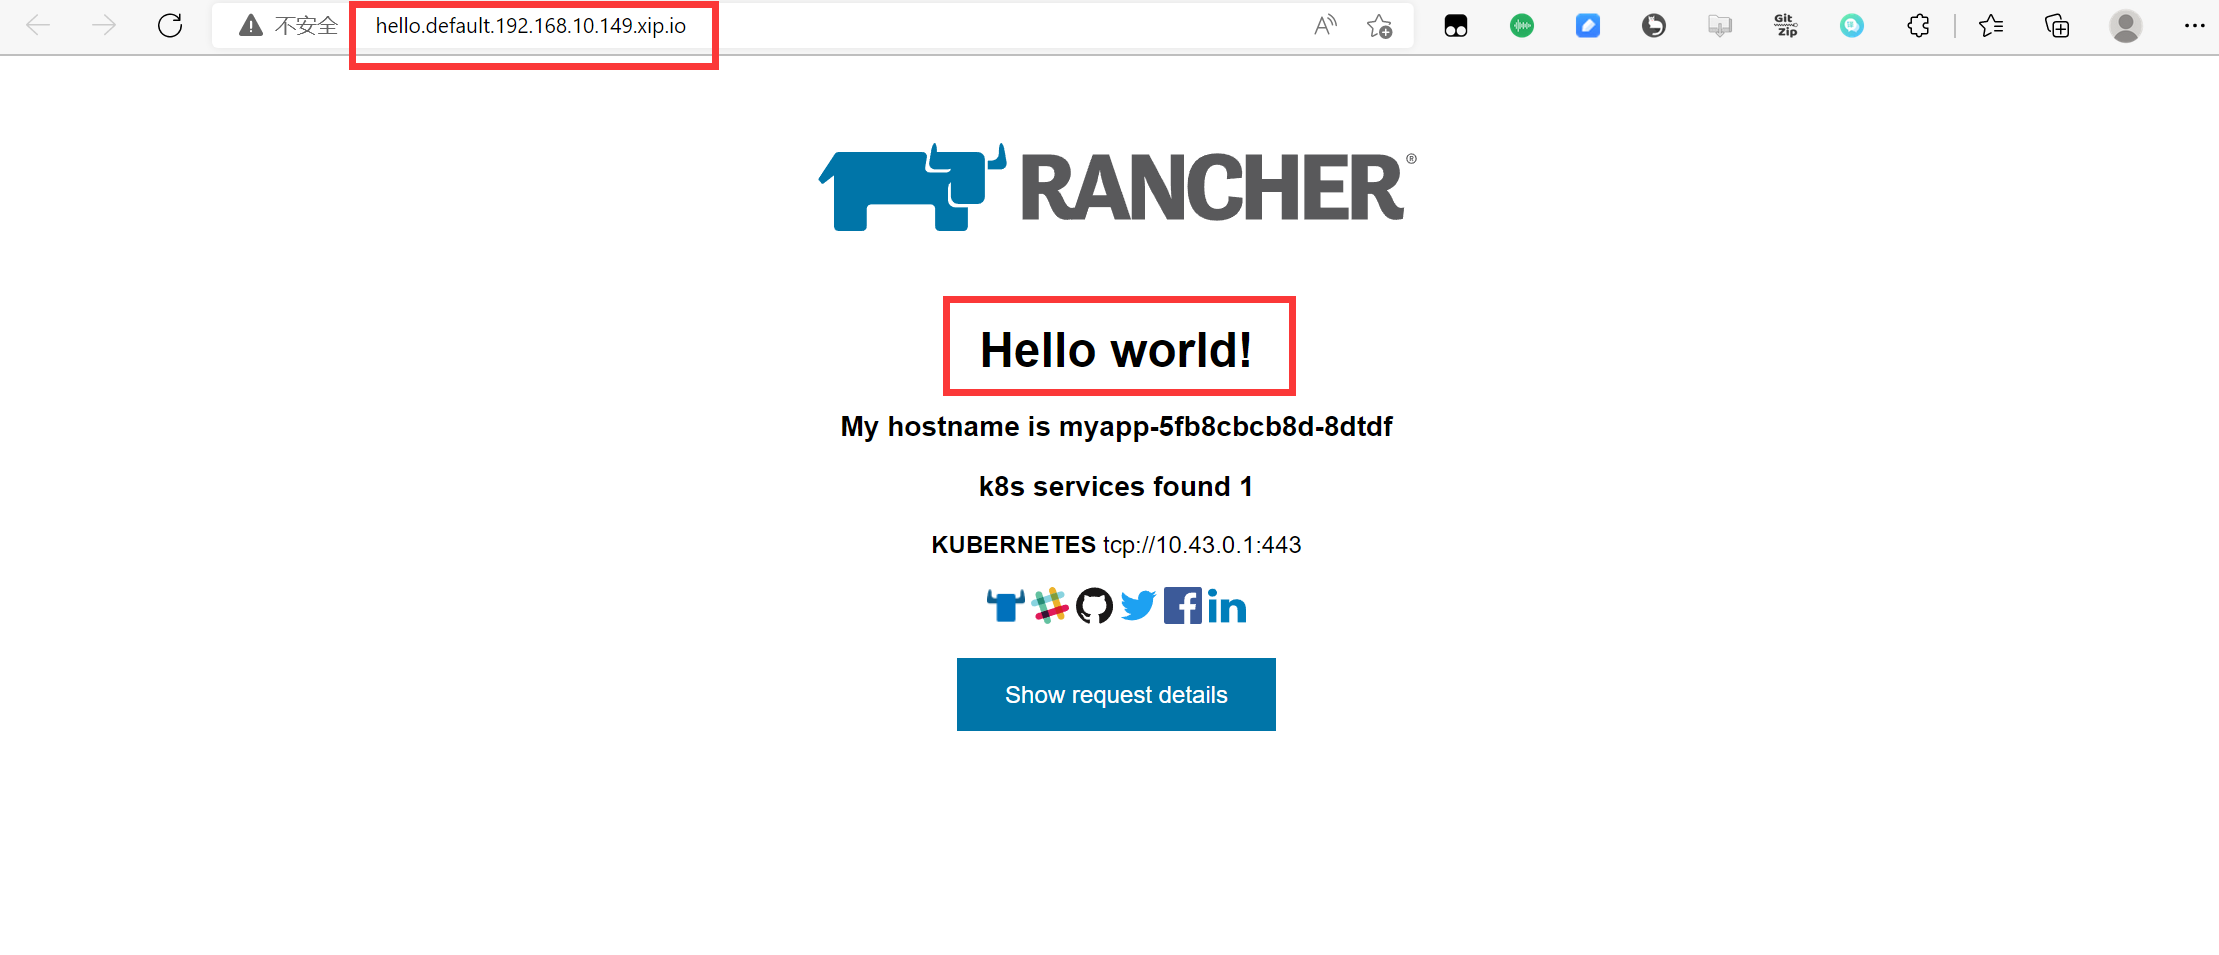 不安全 hello.default.192.168.10.149.xip.io
Git
Zip
RANCHER®
Hello world!
My hostname is myapp-5fb8cbcb8d-8dtdf
k8s services found 1
KUBERNETES tcp://10.43.0.1:443
Show request details